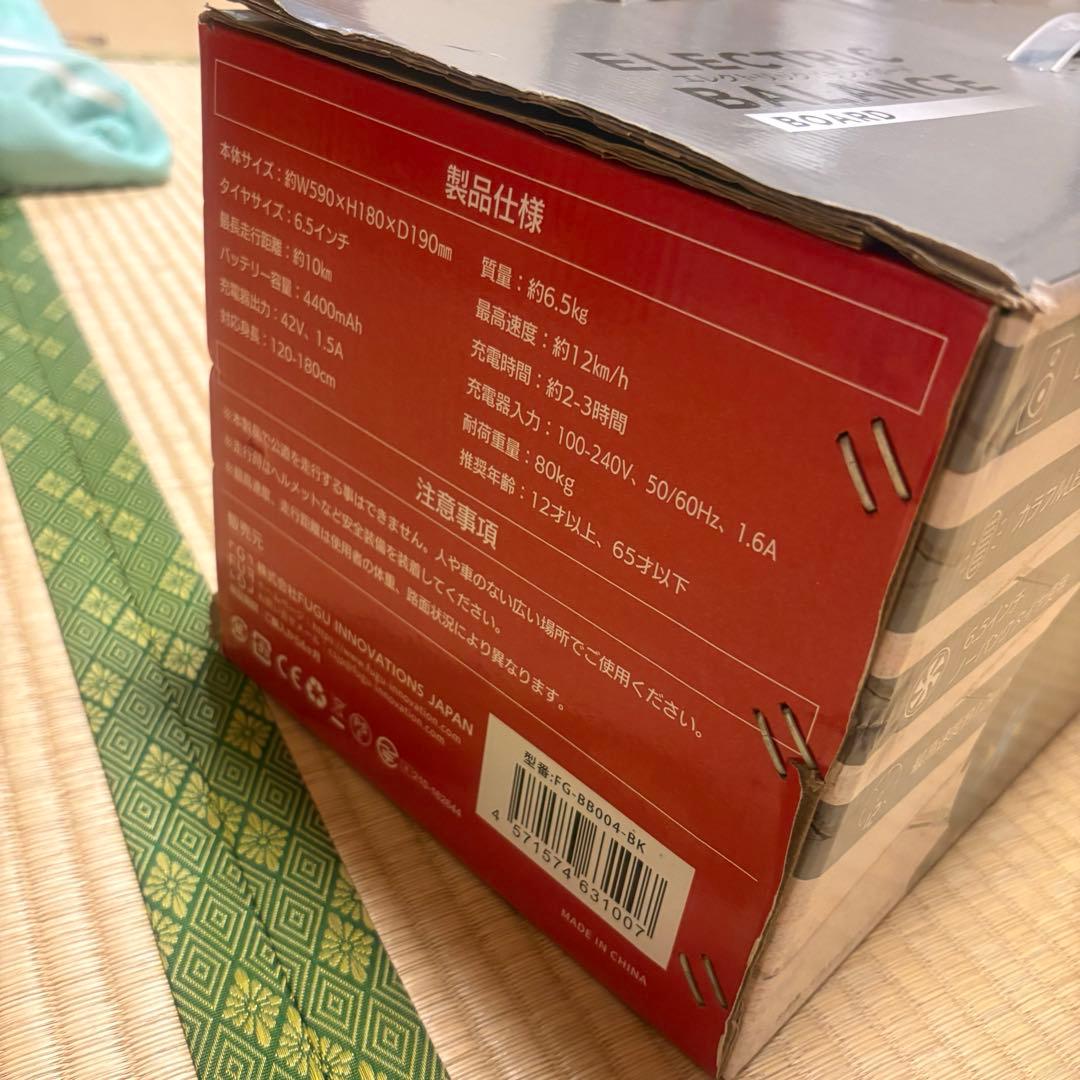 ELECTRIC
BALANCE
BOARD
製品仕様
本体サイズ：約W590×H180×D190㎜
タイヤサイズ：6.5インチ
最長走行距離：約10㎞
バッテリー容量：4400mAh
充電器出力：42V、1.5A
対応身長：120-180cm
質量：約6.5㎏
最高速度：約12㎞/h
充電時間：約2-3時間
充電器入力：100-240V、50/60Hz、1.6A
耐荷重量：80kg
推奨年齢：12才以上、65才以下
注意事項
※本製品で公道を走行する事はできません。人や車のない広い場所でご使用ください。
※走行時はヘルメットなど安全装備を装着してください。
※最高速度、走行距離は使用者の体重、路面状況により異なります。
販売元
株式会社FUGU INNOVATIONS JAPAN
型番:FG-BB004-BK
4 571574 631007
MADE IN CHINA
6.5インチ